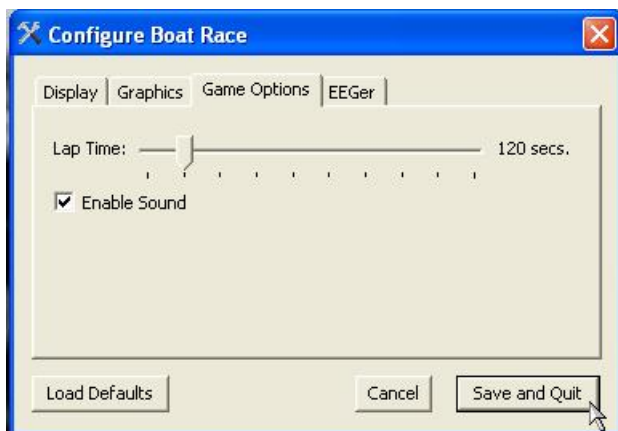 Configure Boat Race
Display Graphics Game Options EEGer
Lap Time: 120 secs.
Enable Sound
Load Defaults Cancel Save and Quit